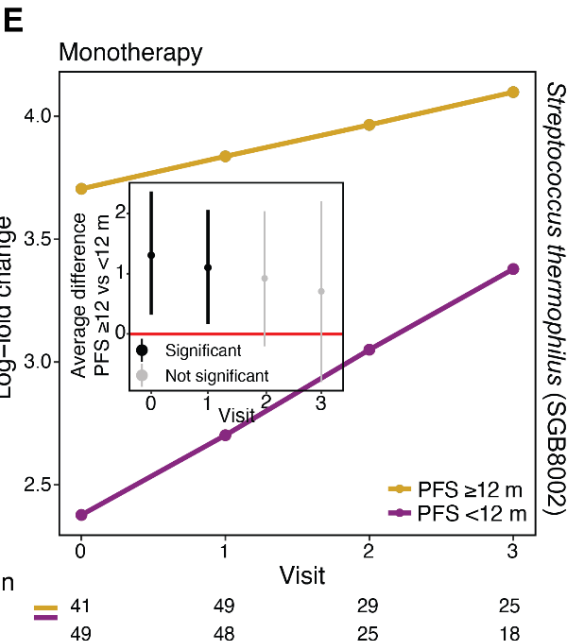 E
Monotherapy
4.0
3.5
3.0
2.5
Log-fold change
0 1 2 3
Visit
Streptococcus thermophilus (SGB8002)
Average difference
PFS ≥12 vs <12 m
2
1
0
Significant
Not significant
0 1 2 3
Visit
PFS ≥12 m
PFS <12 m
n
41 49 29 25
49 48 25 18